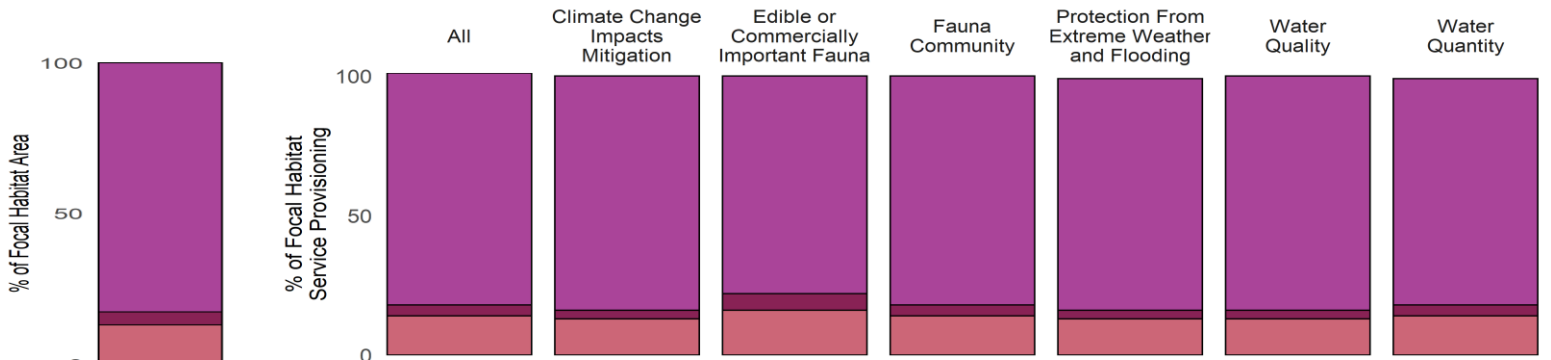 % of Focal Habitat Area
100
50
% of Focal Habitat
Service Provisioning
100
50
0
All
Climate Change
Impacts
Mitigation
Edible or
Commercially
Important Fauna
Fauna
Community
Protection From
Extreme Weather
and Flooding
Water
Quality
Water
Quantity